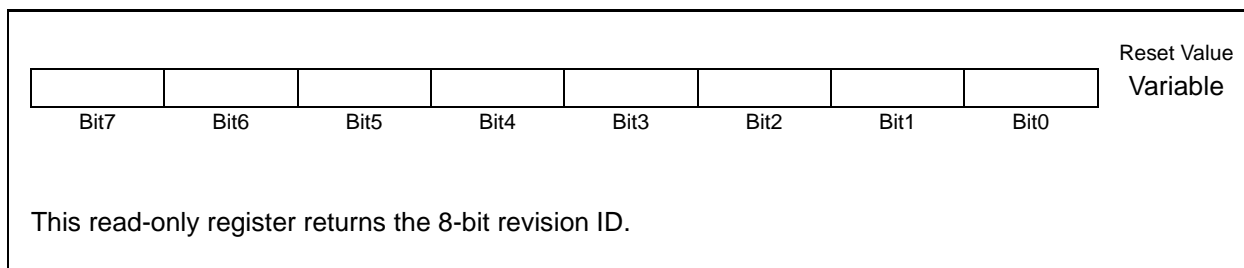 Reset Value
Variable
Bit7 Bit6 Bit5 Bit4 Bit3 Bit2 Bit1 Bit0
This read-only register returns the 8-bit revision ID.